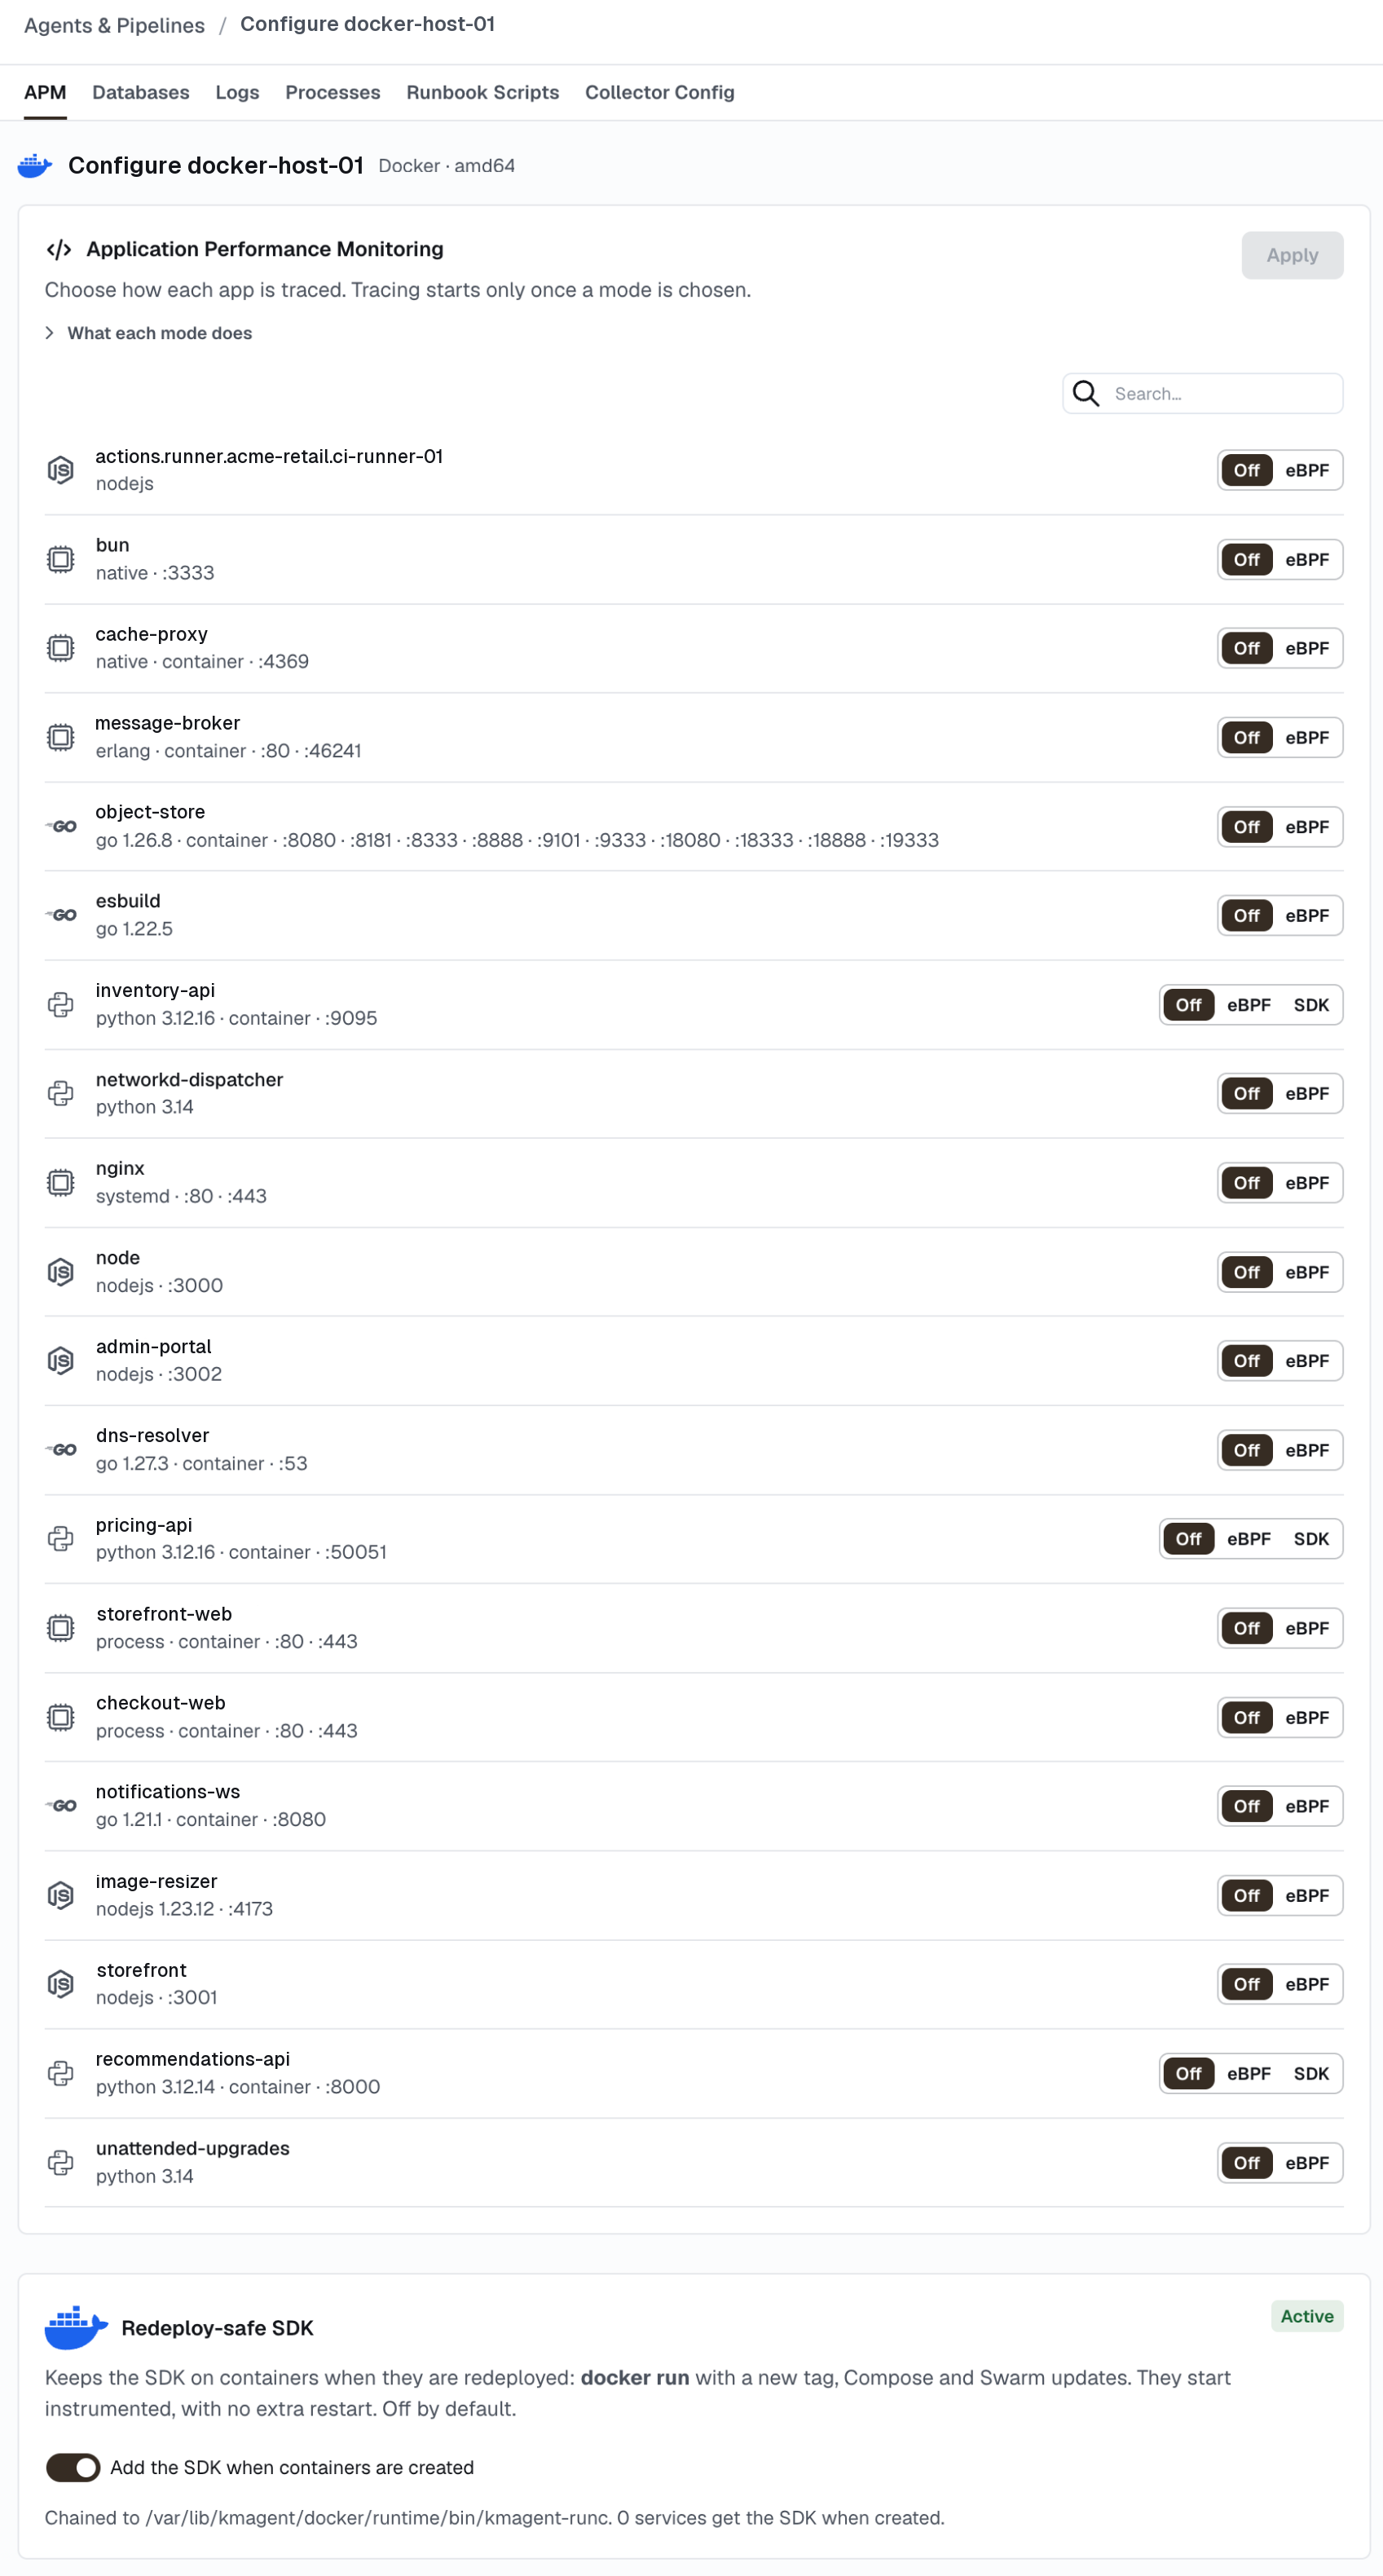 Agents & Pipelines / Configure docker-host-01
APM Databases Logs Processes Runbook Scripts Collector Config
Configure docker-host-01 Docker · amd64
</> Application Performance Monitoring
Apply
Choose how each app is traced. Tracing starts only once a mode is chosen.
What each mode does
Search...
actions.runner.acme-retail.ci-runner-01
nodejs
Off eBPF
bun
native · :3333
Off eBPF
cache-proxy
native · container · :4369
Off eBPF
message-broker
erlang · container · :80 · :46241
Off eBPF
object-store
go 1.26.8 · container · :8080 · :8181 · :8333 · :8888 · :9101 · :9333 · :18080 · :18333 · :18888 · :19333
Off eBPF
esbuild
go 1.22.5
Off eBPF
inventory-api
python 3.12.16 · container · :9095
Off eBPF SDK
networkd-dispatcher
python 3.14
Off eBPF
nginx
systemd · :80 · :443
Off eBPF
node
nodejs · :3000
Off eBPF
admin-portal
nodejs · :3002
Off eBPF
dns-resolver
go 1.27.3 · container · :53
Off eBPF
pricing-api
python 3.12.16 · container · :50051
Off eBPF SDK
storefront-web
process · container · :80 · :443
Off eBPF
checkout-web
process · container · :80 · :443
Off eBPF
notifications-ws
go 1.21.1 · container · :8080
Off eBPF
image-resizer
nodejs 1.23.12 · :4173
Off eBPF
storefront
nodejs · :3001
Off eBPF
recommendations-api
python 3.12.14 · container · :8000
Off eBPF SDK
unattended-upgrades
python 3.14
Off eBPF
Redeploy-safe SDK
Active
Keeps the SDK on containers when they are redeployed: docker run with a new tag, Compose and Swarm updates. They start
instrumented, with no extra restart. Off by default.
Add the SDK when containers are created
Chained to /var/lib/kmagent/docker/runtime/bin/kmagent-runc. 0 services get the SDK when created.